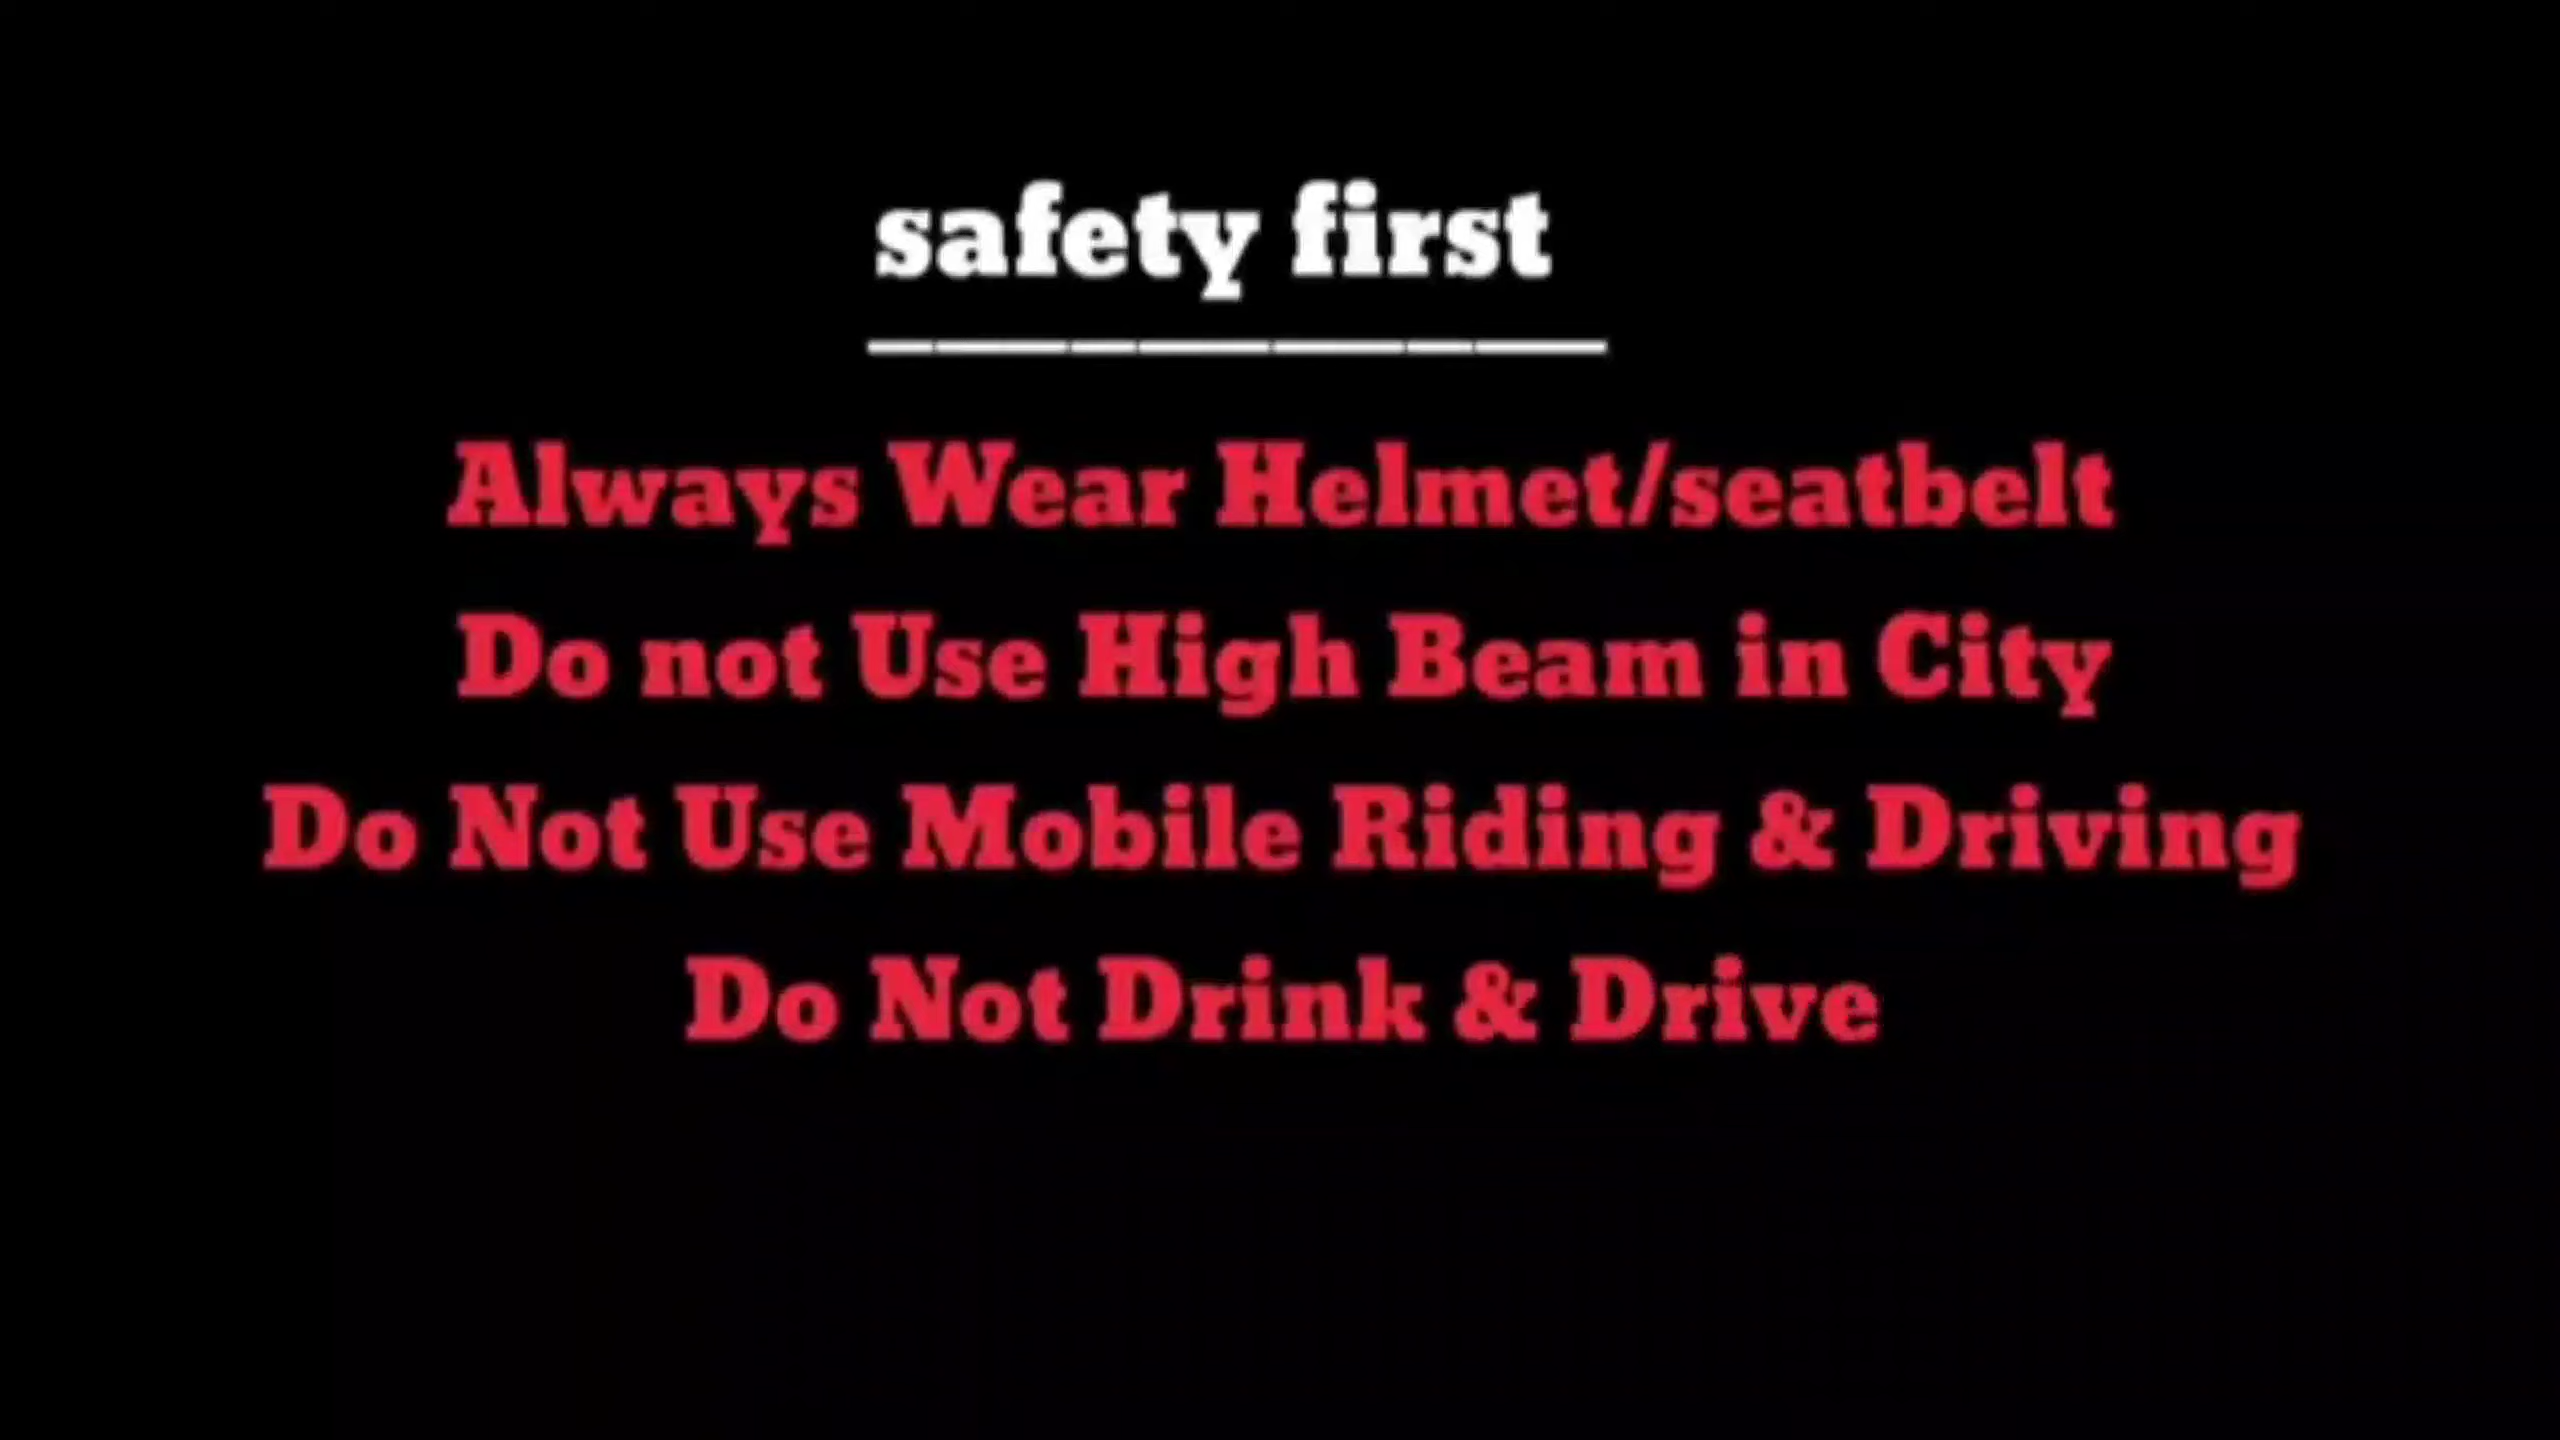 safety first
Always Wear Helmet/seatbelt
Do not Use High Beam in City
Do Not Use Mobile Riding & Driving
Do Not Drink & Drive